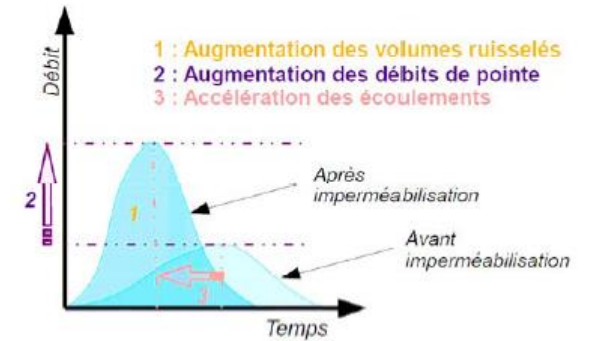 Débit
1 : Augmentation des volumes ruisselés
2 : Augmentation des débits de pointe
3 : Accélération des écoulements
Après
imperméabilisation
2
1
Avant
imperméabilisation
3
Temps